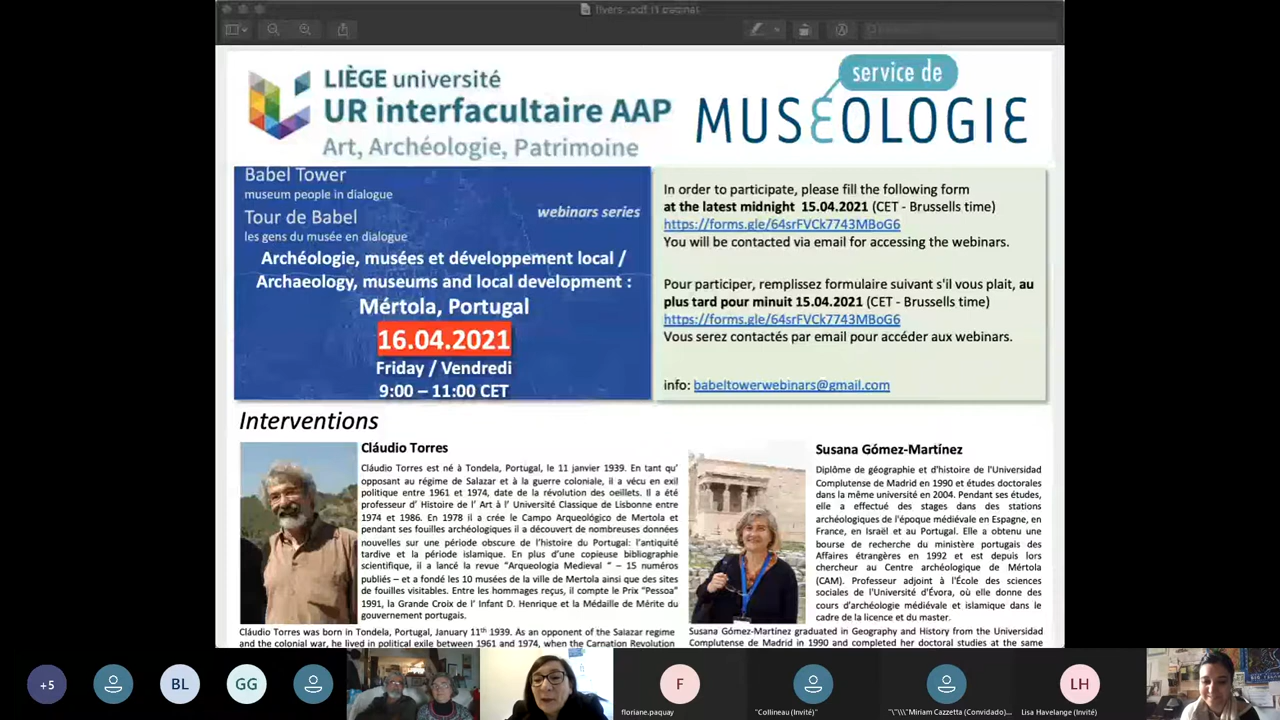 flyers-.pdf (1 pagina)
LIÈGE université
UR interfacultaire AAP
Art, Archéologie, Patrimoine
service de
MUSÉOLOGIE
Babel Tower
museum people in dialogue
webinars series
Tour de Babel
les gens du musée en dialogue
Archéologie, musées et développement local /
Archaeology, museums and local development :
Mértola, Portugal
16.04.2021
Friday / Vendredi
9:00 – 11:00 CET
In order to participate, please fill the following form
at the latest midnight 15.04.2021 (CET - Brussells time)
https://forms.gle/64srFVCk7743MBoG6
You will be contacted via email for accessing the webinars.
Pour participer, remplissez formulaire suivant s'il vous plait, au
plus tard pour minuit 15.04.2021 (CET - Brussells time)
https://forms.gle/64srFVCk7743MBoG6
Vous serez contactés par email pour accéder aux webinars.
info: babeltowerwebinars@gmail.com
Interventions
Cláudio Torres
Cláudio Torres est né à Tondela, Portugal, le 11 janvier 1939. En tant qu'
opposant au régime de Salazar et à la guerre coloniale, il a vécu en exil
politique entre 1961 et 1974, date de la révolution des oeillets. Il a été
professeur d' Histoire de l' Art à l' Université Classique de Lisbonne entre
1974 et 1986. En 1978 il a crée le Campo Arqueológico de Mertola et
pendant ses fouilles archéologiques il a découvert de nombreuses données
nouvelles sur une période obscure de l'histoire du Portugal: l'antiquité
tardive et la période islamique. En plus d'une copieuse bibliographie
scientifique, il a lancé la revue "Arqueologia Medieval " – 15 numéros
publiés – et a fondé les 10 musées de la ville de Mertola ainsi que des sites
de fouilles visitables. Entre les hommages reçus, il compte le Prix "Pessoa"
1991, la Grande Croix de l' Infant D. Henrique et la Médaille de Mérite du
gouvernement portugais.
Cláudio Torres was born in Tondela, Portugal, January 11th 1939. As an opponent of the Salazar regime
and the colonial war, he lived in political exile between 1961 and 1974, when the Carnation Revolution
Susana Gómez-Martínez
Diplôme de géographie et d'histoire de l'Universidad
Complutense de Madrid en 1990 et études doctorales
dans la même université en 2004. Pendant ses études,
elle a effectué des stages dans des stations
archéologiques de l'époque médiévale en Espagne, en
France, en Israël et au Portugal. Elle a obtenu une
bourse de recherche du ministère portugais des
Affaires étrangères en 1992 et est depuis lors
chercheur au Centre archéologique de Mértola
(CAM). Professeur adjoint à l'École des sciences
sociales de l'Université d'Évora, où elle donne des
cours d'archéologie médiévale et islamique dans le
cadre de la licence et du master.
Susana Gómez-Martínez graduated in Geography and History from the Universidad
Complutense de Madrid in 1990 and completed her doctoral studies at the same
+5
BL
GG
F
floriane.paquay
"Collineau (Invité)"
"\"\\\"Miriam Cazzetta (Convidado)...
LH
Lisa Havelange (Invité)